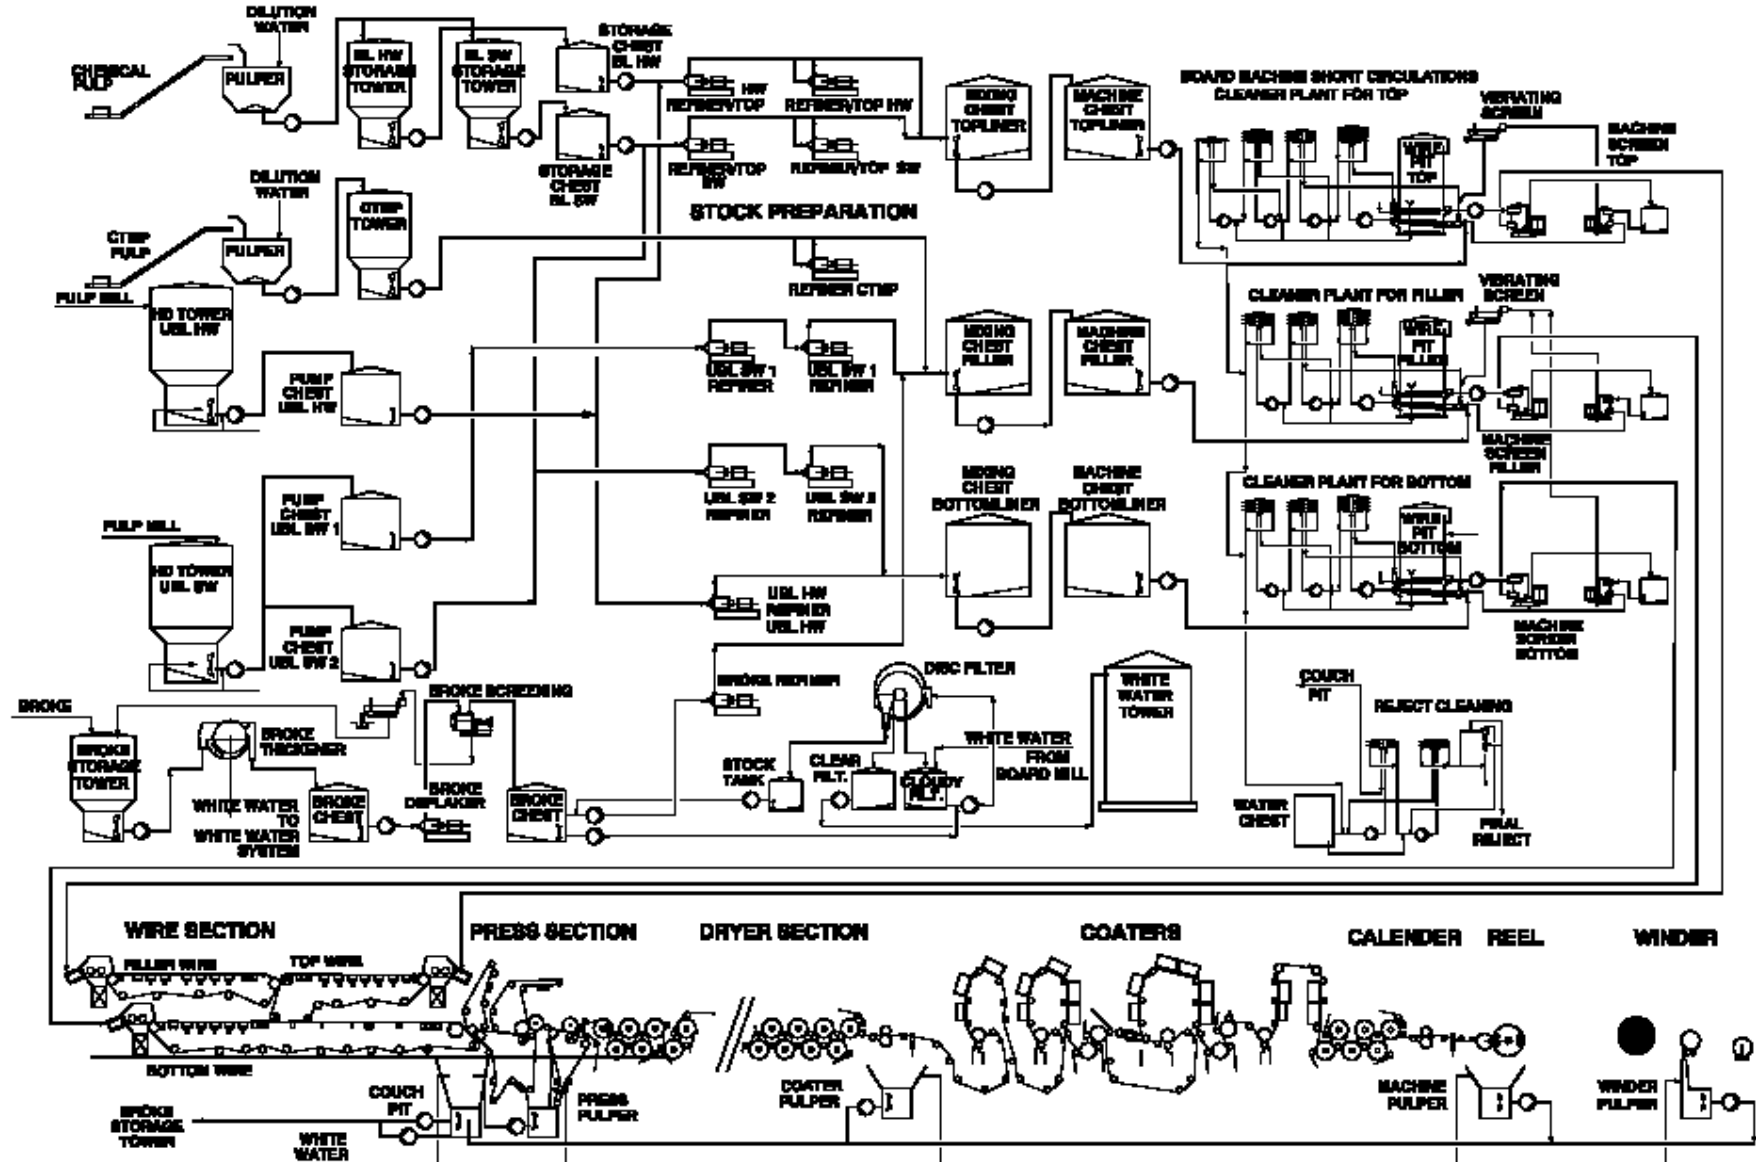 DILUTION
WATER
CHEMICAL
PULP
PULPER
BL HW
STORAGE
TOWER
BL SW
STORAGE
TOWER
STORAGE
CHEST
BL HW
HW
REFINER/TOP
REFINER/TOP HW
REFINER/TOP
SW
REFINER/TOP SW
STORAGE
CHEST
BL SW
MIXING
CHEST
TOPLINER
MACHINE
CHEST
TOPLINER
BOARD MACHINE SHORT CIRCULATIONS
CLEANER PLANT FOR TOP
VIBRATING
SCREEN
WIRE
PIT
TOP
MACHINE
SCREEN
TOP
DILUTION
WATER
CTMP
PULP
PULPER
CTMP
TOWER
STOCK PREPARATION
REFINER CTMP
PULP MILL
HD TOWER
UBL HW
PUMP
CHEST
UBL HW
UBL SW 1
REFINER
UBL SW 1
REFINER
MIXING
CHEST
FILLER
MACHINE
CHEST
FILLER
CLEANER PLANT FOR FILLER
VIBRATING
SCREEN
WIRE
PIT
FILLER
MACHINE
SCREEN
FILLER
PULP MILL
HD TOWER
UBL SW
PUMP
CHEST
UBL SW 1
PUMP
CHEST
UBL SW 2
UBL SW 2
REFINER
UBL SW 2
REFINER
MIXING
CHEST
BOTTOMLINER
MACHINE
CHEST
BOTTOMLINER
CLEANER PLANT FOR BOTTOM
WIRE
PIT
BOTTOM
MACHINE
SCREEN
BOTTOM
UBL HW
REFINER
UBL HW
BROKE REFINER
BROKE
BROKE
STORAGE
TOWER
BROKE
THICKENER
WHITE WATER
TO
WHITE WATER
SYSTEM
BROKE
CHEST
BROKE SCREENING
BROKE
DEFLAKER
BROKE
CHEST
DISC FILTER
STOCK
TANK
CLEAR
FILT.
CLOUDY
FILT.
WHITE WATER
FROM
BOARD MILL
WHITE
WATER
TOWER
COUCH
PIT
REJECT CLEANING
WATER
CHEST
FINAL
REJECT
WIRE SECTION
PRESS SECTION
DRYER SECTION
COATERS
CALENDER
REEL
WINDER
FILLER WIRE
TOP WIRE
BOTTOM WIRE
COUCH
PIT
PRESS
PULPER
COATER
PULPER
MACHINE
PULPER
WINDER
PULPER
BROKE
STORAGE
TOWER
WHITE
WATER